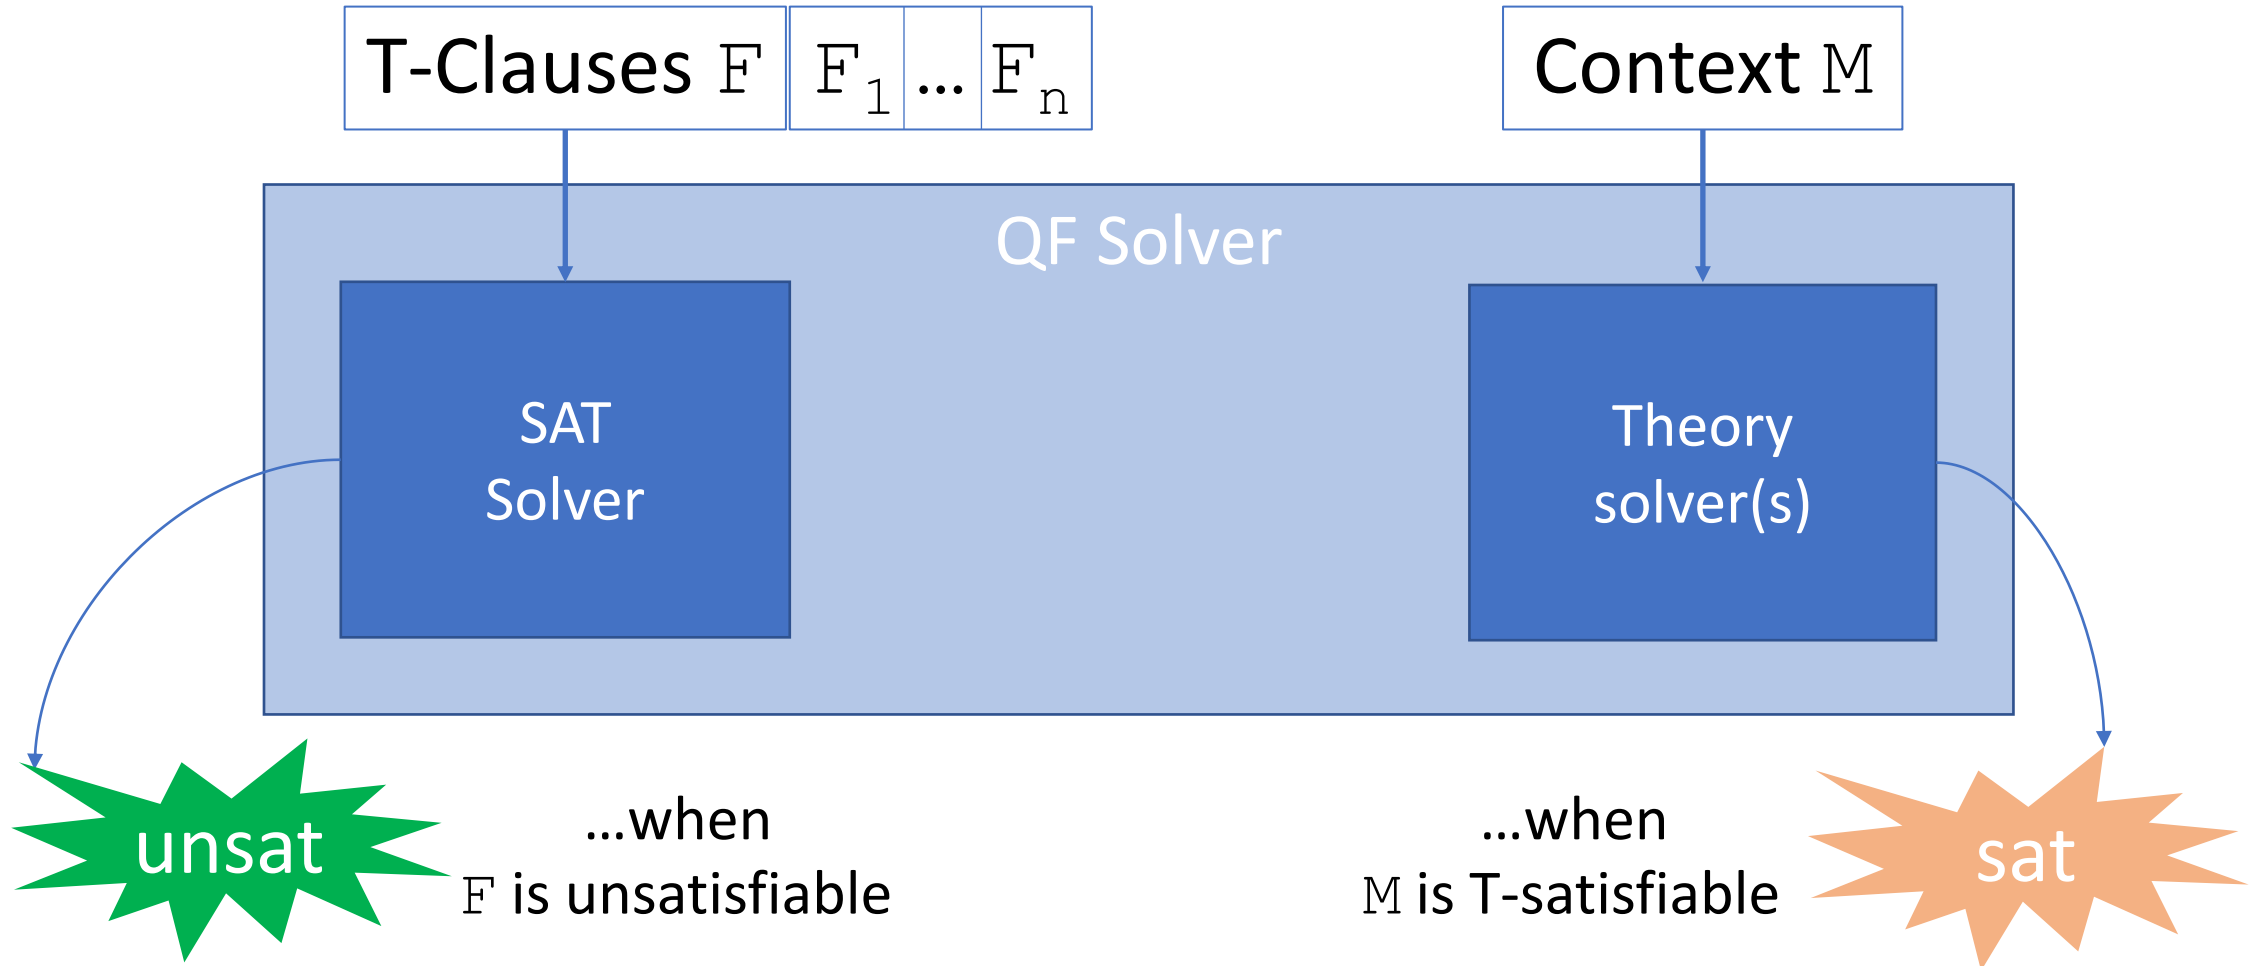 T-Clauses F F1 ... Fn
Context M
QF Solver
SAT
Solver
Theory
solver(s)
unsat
...when
F is unsatisfiable
...when
M is T-satisfiable
sat